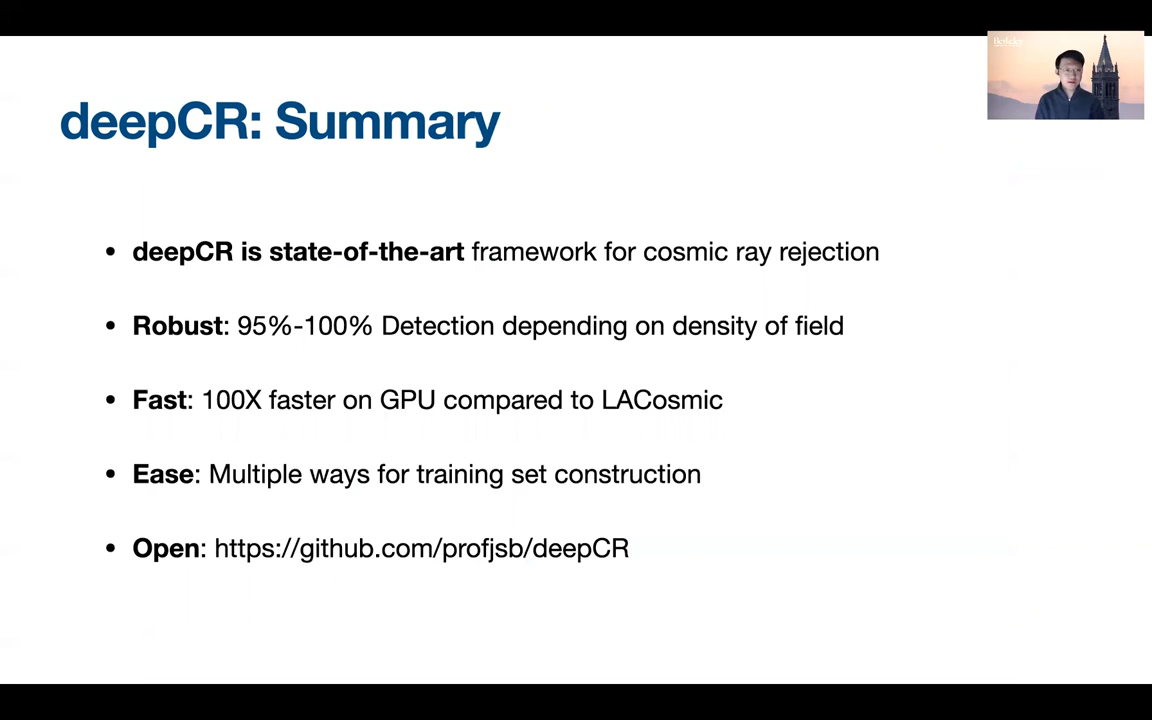 Berkeley
deepCR: Summary
• deepCR is state-of-the-art framework for cosmic ray rejection
• Robust: 95%-100% Detection depending on density of field
• Fast: 100X faster on GPU compared to LACosmic
• Ease: Multiple ways for training set construction
• Open: https://github.com/profjsb/deepCR